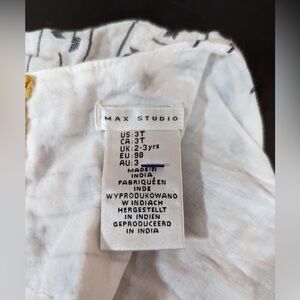 MAX STUDIO
US:3T
CA:3T
UK:2-3yrs
EU:98
AU:3
MADE IN
INDIA
FABRIQUÉEN
INDE
WYPRODUKOWANO
W INDIACH
HERGESTELLT
IN INDIEN
GEPRODUCEERD
IN INDIA